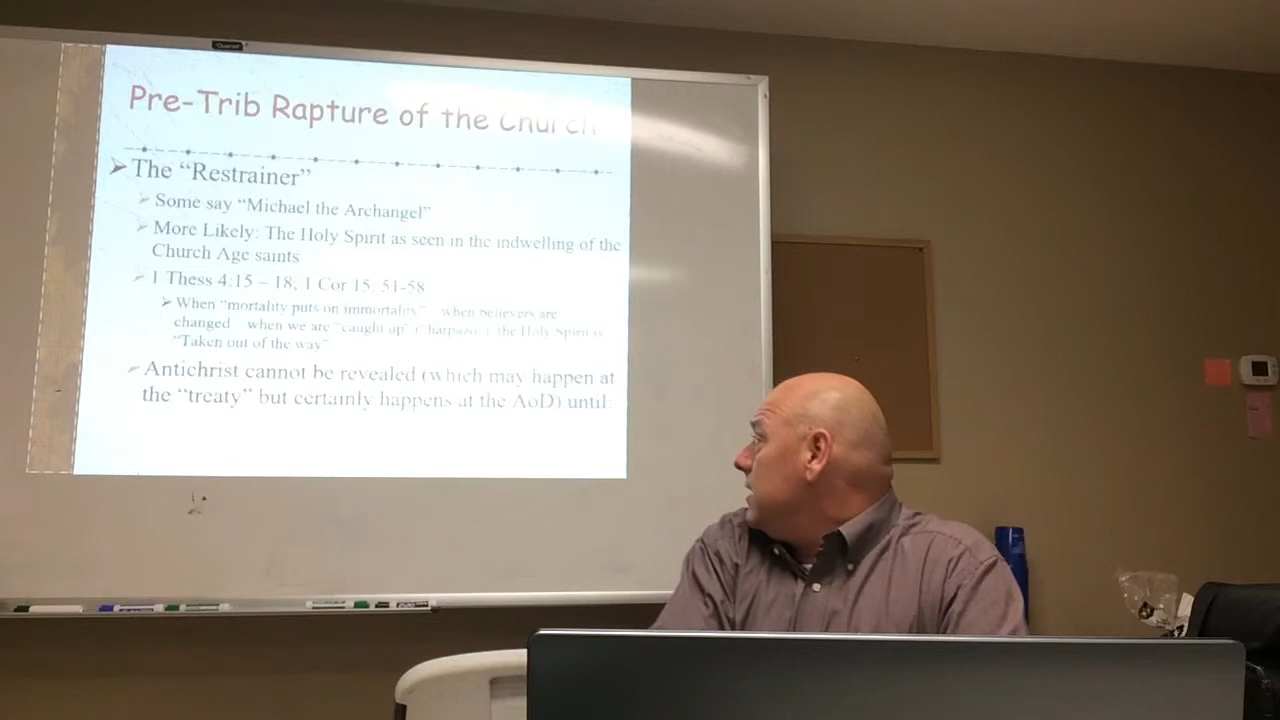 Pre-Trib Rapture of the Church
The “Restrainer”
Some say “Michael the Archangel”
More Likely: The Holy Spirit as seen in the indwelling of the
Church Age saints
1 Thess 4:15 – 18; 1 Cor 15: 51-58
When “mortality puts on immortality” when believers are
changed when we are “caught up” (“harpazo”) the Holy Spirit is
“Taken out of the way”
Antichrist cannot be revealed (which may happen at
the “treaty” but certainly happens at the AoD) until: